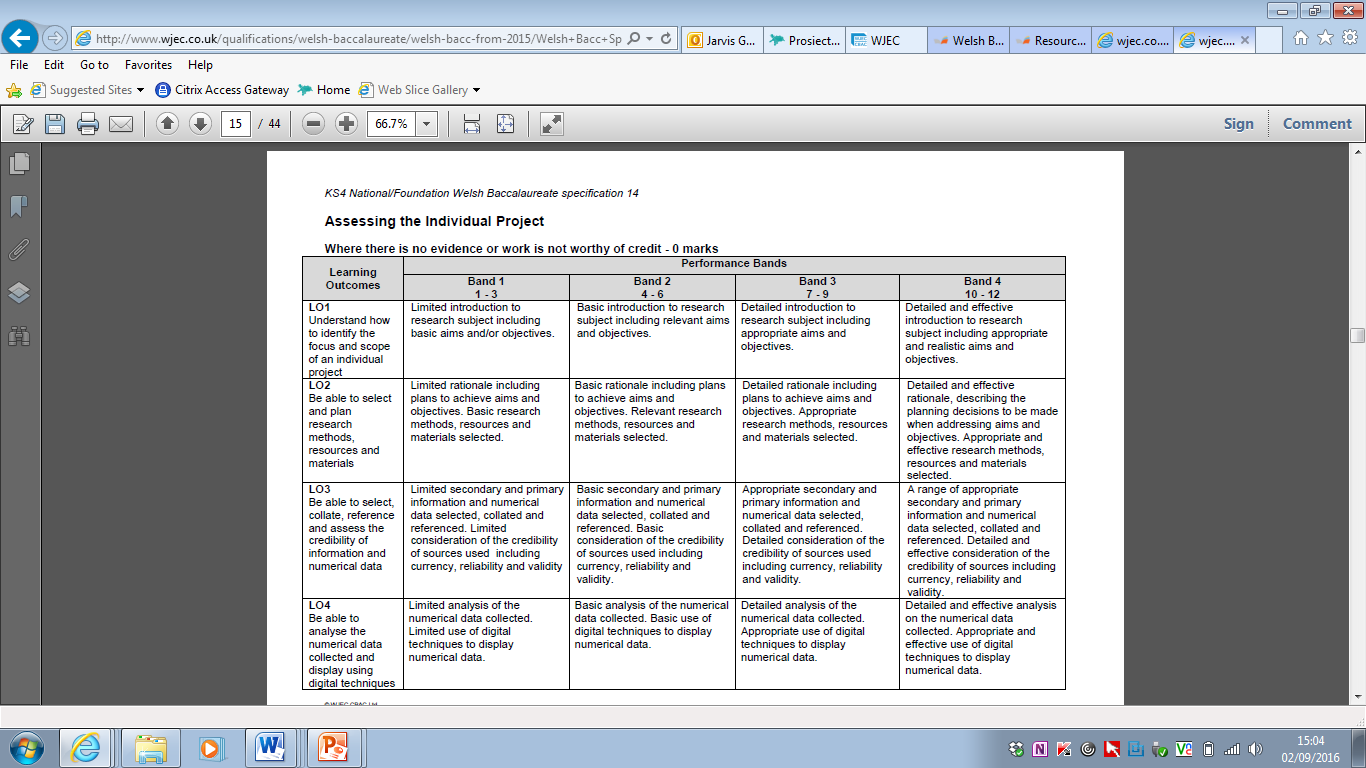 http://www.wjec.co.uk/qualifications/welsh-baccalaureate/welsh-bacc-from-2015/Welsh+Bacc+Sp
Jarvis G...
Prosiect...
WJEC
Welsh B...
Resourc...
wjec.co....
wjec....
File Edit Go to Favorites Help
Suggested Sites Citrix Access Gateway Home Web Slice Gallery
15 / 44 66.7% Sign Comment
KS4 National/Foundation Welsh Baccalaureate specification 14
Assessing the Individual Project
Where there is no evidence or work is not worthy of credit - 0 marks
Learning
Outcomes
Performance Bands
Band 1
1 - 3
Band 2
4 - 6
Band 3
7 - 9
Band 4
10 - 12
LO1
Understand how
to identify the
focus and scope
of an individual
project
Limited introduction to
research subject including
basic aims and/or objectives.
Basic introduction to research
subject including relevant aims
and objectives.
Detailed introduction to
research subject including
appropriate aims and
objectives.
Detailed and effective
introduction to research
subject including appropriate
and realistic aims and
objectives.
LO2
Be able to select
and plan
research
methods,
resources and
materials
Limited rationale including
plans to achieve aims and
objectives. Basic research
methods, resources and
materials selected.
Basic rationale including plans
to achieve aims and
objectives. Relevant research
methods, resources and
materials selected.
Detailed rationale including
plans to achieve aims and
objectives. Appropriate
research methods, resources
and materials selected.
Detailed and effective
rationale, describing the
planning decisions to be made
when addressing aims and
objectives. Appropriate and
effective research methods,
resources and materials
selected.
LO3
Be able to select,
collate, reference
and assess the
credibility of
information and
numerical data
Limited secondary and primary
information and numerical
data selected, collated and
referenced. Limited
consideration of the credibility
of sources used including
currency, reliability and validity
Basic secondary and primary
information and numerical
data selected, collated and
referenced. Basic
consideration of the credibility
of sources used including
currency, reliability and
validity.
Appropriate secondary and
primary information and
numerical data selected,
collated and referenced.
Detailed consideration of the
credibility of sources used
including currency, reliability
and validity.
A range of appropriate
secondary and primary
information and numerical
data selected, collated and
referenced. Detailed and
effective consideration of the
credibility of sources including
currency, reliability and
validity.
LO4
Be able to
analyse the
numerical data
collected and
display using
digital techniques
Limited analysis of the
numerical data collected.
Limited use of digital
techniques to display
numerical data.
Basic analysis of the numerical
data collected. Basic use of
digital techniques to display
numerical data.
Detailed analysis of the
numerical data collected.
Appropriate use of digital
techniques to display
numerical data.
Detailed and effective analysis
on the numerical data
collected. Appropriate and
effective use of digital
techniques to display
numerical data.
15:04
02/09/2016